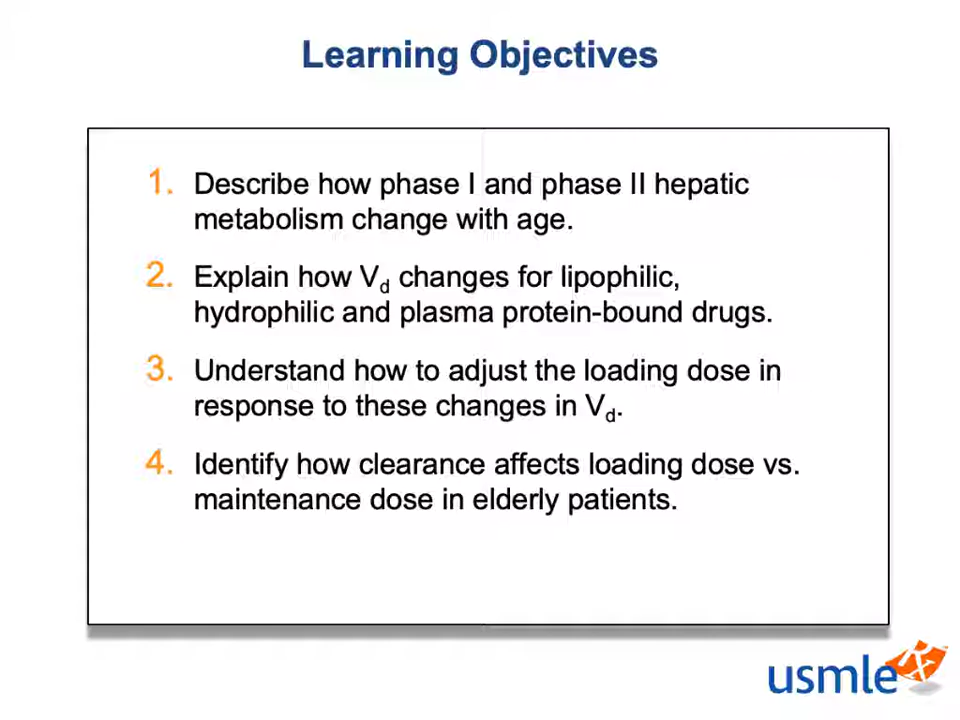 Learning Objectives
1. Describe how phase I and phase II hepatic
metabolism change with age.
2. Explain how Vd changes for lipophilic,
hydrophilic and plasma protein-bound drugs.
3. Understand how to adjust the loading dose in
response to these changes in Vd.
4. Identify how clearance affects loading dose vs.
maintenance dose in elderly patients.
usmle Rx